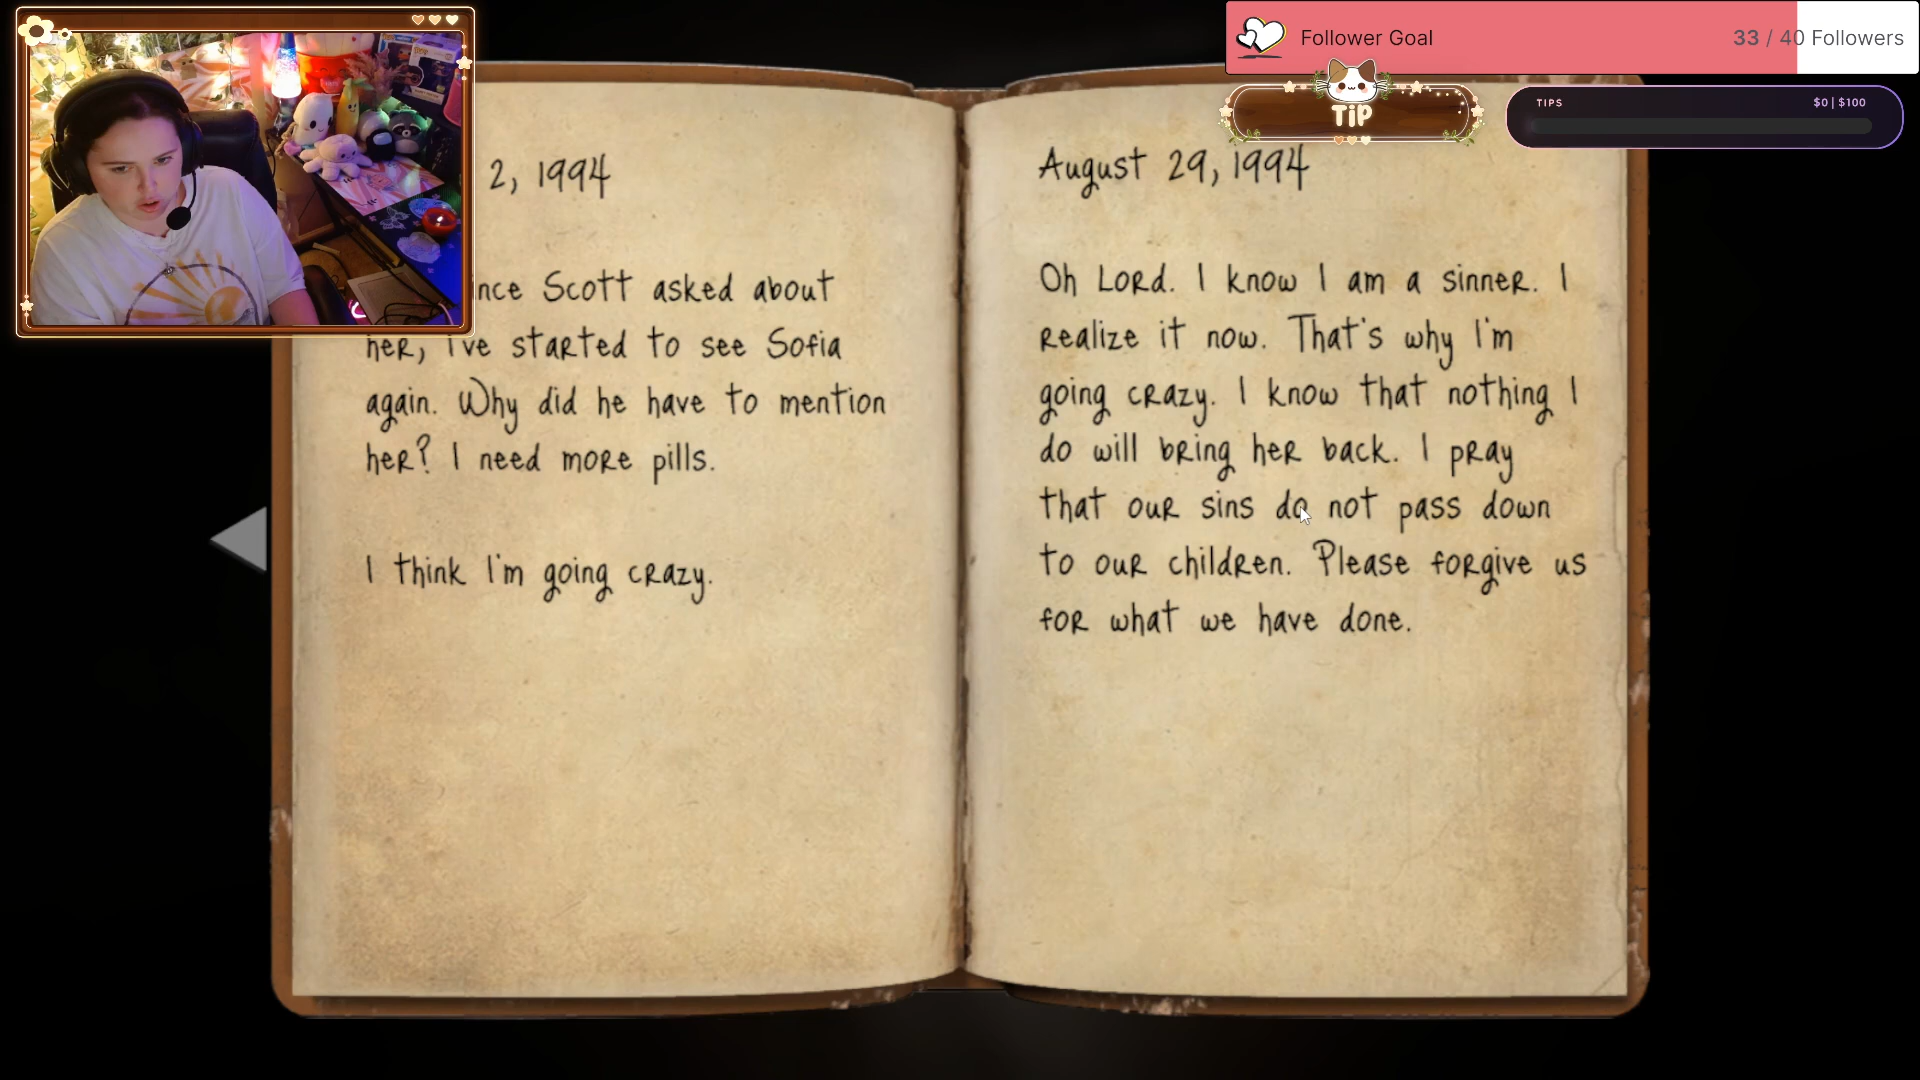 Follower Goal
33 / 40 Followers
TiP
TIPS
$0 | $100
2, 1994
Scott asked about
her, I've started to see Sofia
again. Why did he have to mention
her? I need more pills.
I think I'm going crazy.
August 29, 1994
Oh Lord. I know I am a sinner. I
realize it now. That's why I'm
going crazy. I know that nothing I
do will bring her back. I pray
that our sins do not pass down
to our children. Please forgive us
for what we have done.